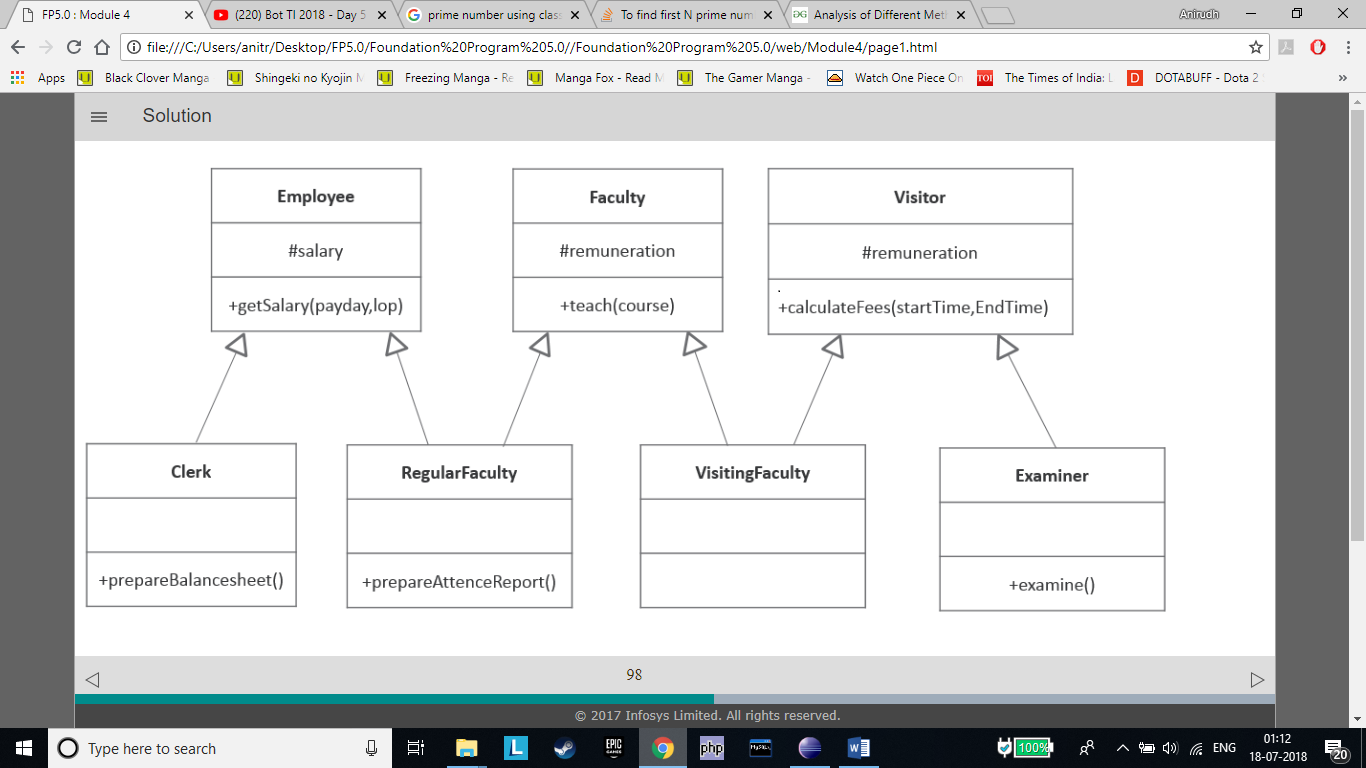 FP5.0 : Module 4
(220) Bot TI 2018 - Day 5
prime number using clas
To find first N prime num
Analysis of Different Met
Anirudh
file:///C:/Users/anitr/Desktop/FP5.0/Foundation%20Program%205.0//Foundation%20Program%205.0/web/Module4/page1.html
Apps
Black Clover Manga
Shingeki no Kyojin M
Freezing Manga - Re
Manga Fox - Read M
The Gamer Manga -
Watch One Piece On
TOI
The Times of India: L
DOTABUFF - Dota 2
»
Solution
Employee
#salary
+getSalary(payday,lop)
Faculty
#remuneration
+teach(course)
Visitor
#remuneration
+calculateFees(startTime,EndTime)
Clerk
+prepareBalancesheet()
RegularFaculty
+prepareAttenceReport()
VisitingFaculty
Examiner
+examine()
98
© 2017 Infosys Limited. All rights reserved.
Type here to search
L
EPIC GAMES
php
MySQL
W
100%
ENG
01:12
18-07-2018
20